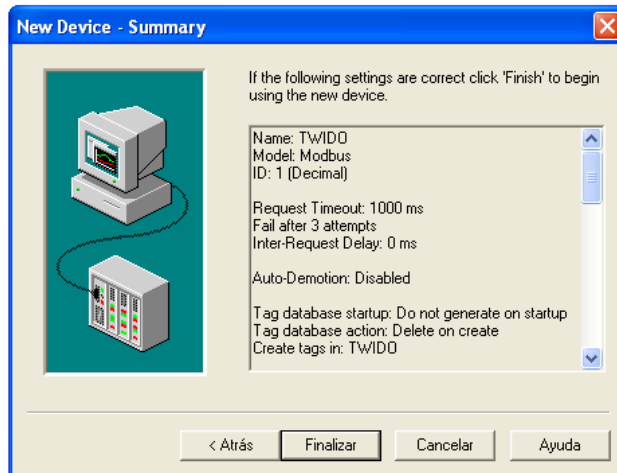 New Device - Summary
If the following settings are correct click 'Finish' to begin
using the new device.
Name: TWIDO
Model: Modbus
ID: 1 (Decimal)
Request Timeout: 1000 ms
Fail after 3 attempts
Inter-Request Delay: 0 ms
Auto-Demotion: Disabled
Tag database startup: Do not generate on startup
Tag database action: Delete on create
Create tags in: TWIDO
< Atrás Finalizar Cancelar Ayuda